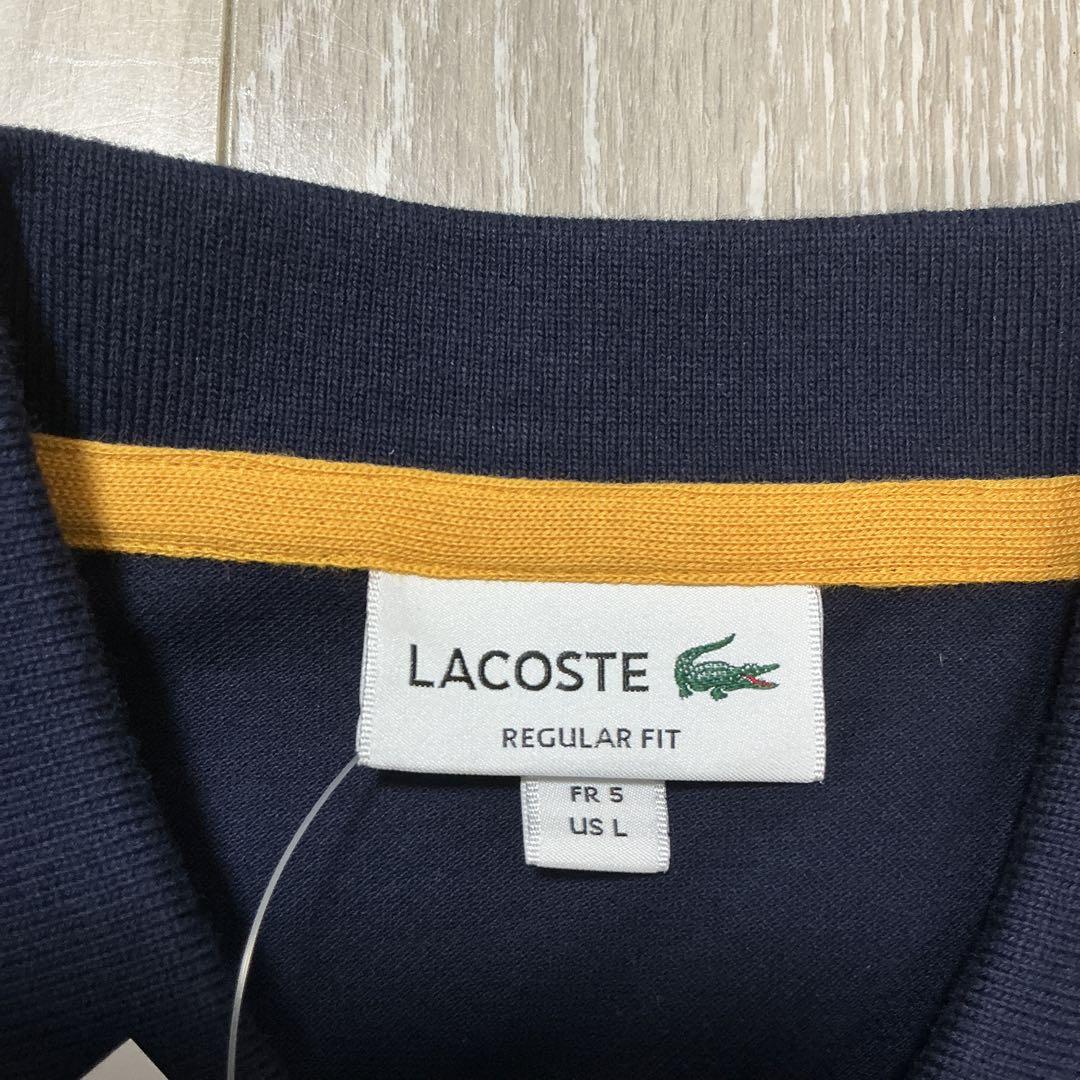 LACOSTE
REGULAR FIT
FR 5
US L